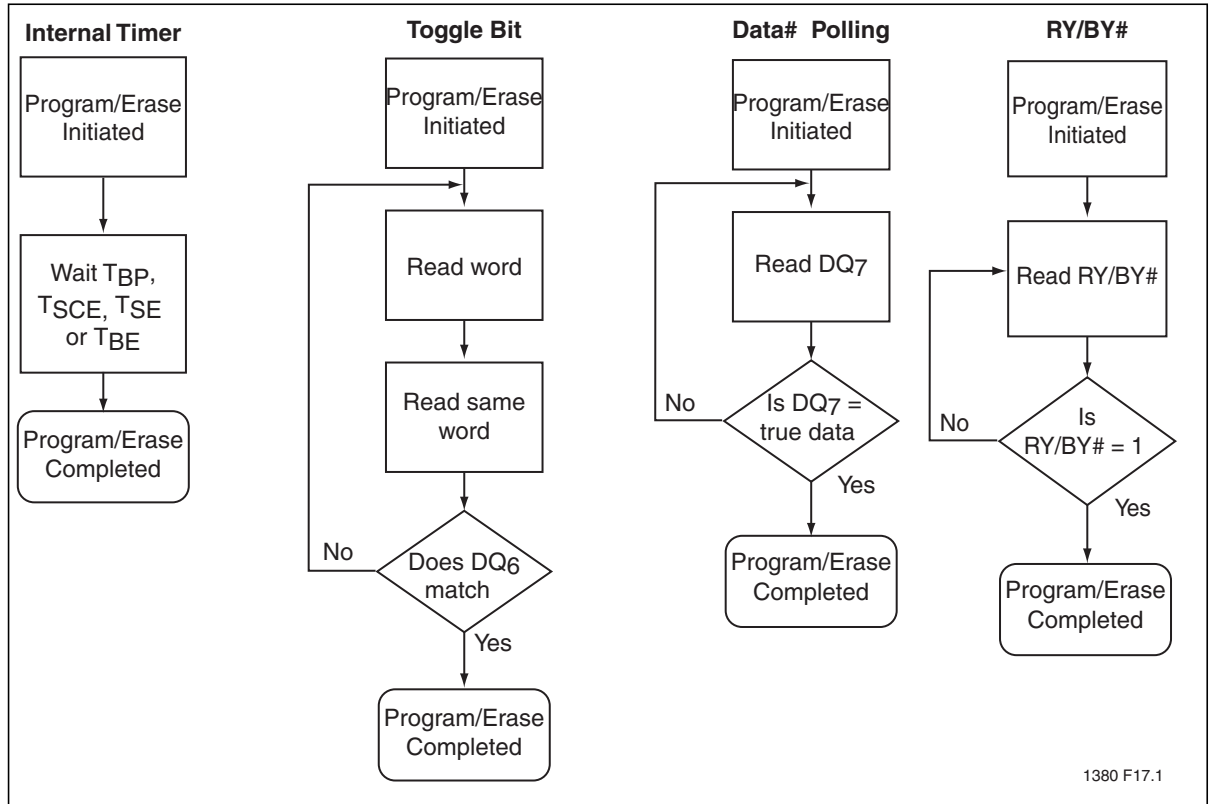 Internal Timer
Program/Erase
Initiated
Wait TBP,
TSCE, TSE
or TBE
Program/Erase
Completed
Toggle Bit
Program/Erase
Initiated
Read word
Read same
word
No
Does DQ6
match
Yes
Program/Erase
Completed
Data# Polling
Program/Erase
Initiated
Read DQ7
No
Is DQ7 =
true data
Yes
Program/Erase
Completed
RY/BY#
Program/Erase
Initiated
Read RY/BY#
No
Is
RY/BY# = 1
Yes
Program/Erase
Completed
1380 F17.1